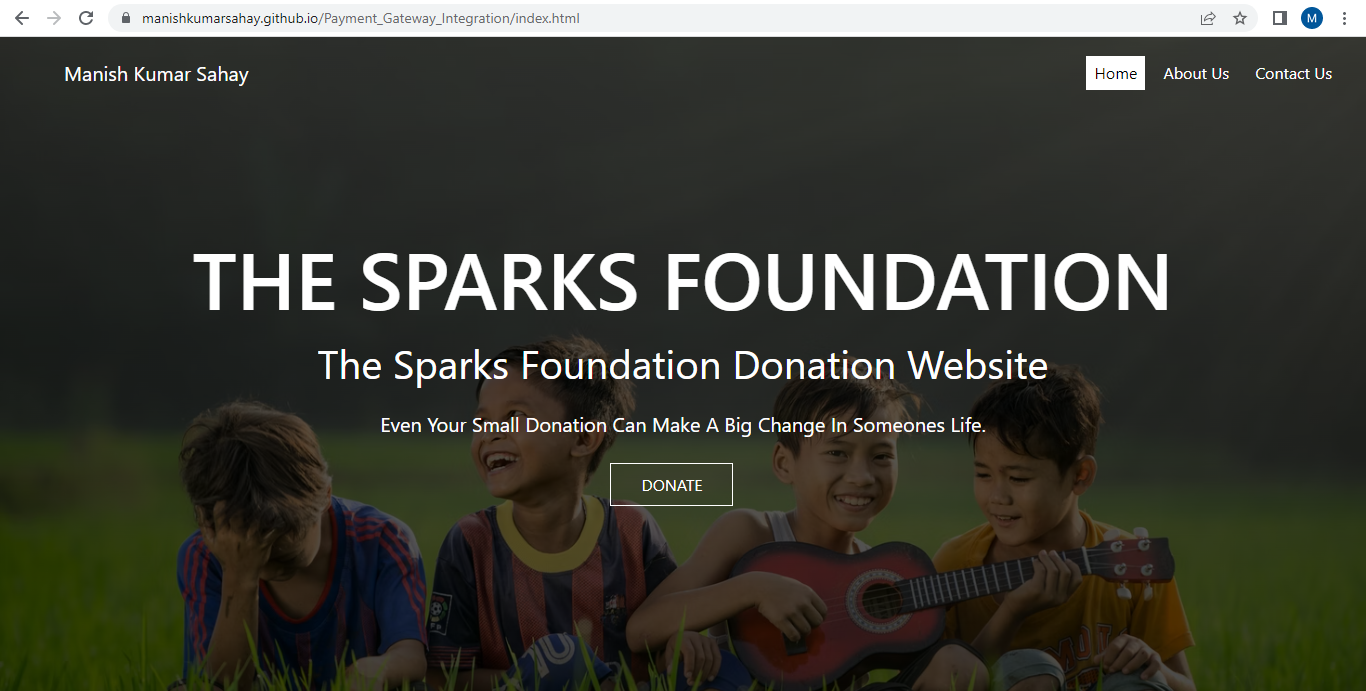 manishkumarsahay.github.io/Payment_Gateway_Integration/index.html
M
Manish Kumar Sahay
Home About Us Contact Us
THE SPARKS FOUNDATION
The Sparks Foundation Donation Website
Even Your Small Donation Can Make A Big Change In Someones Life.
DONATE
10